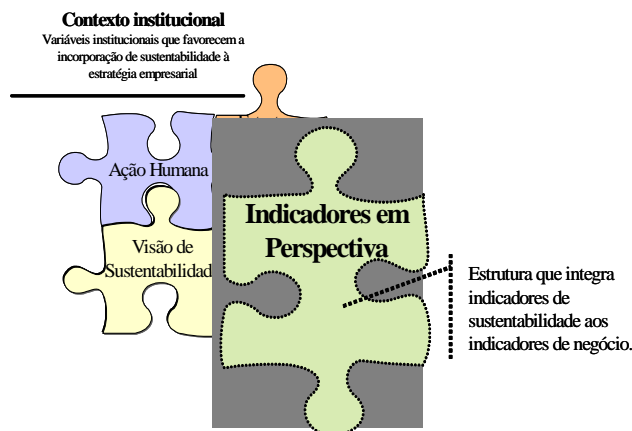 Contexto institucional
Variáveis institucionais que favorecem a
incorporação de sustentabilidade à
estratégia empresarial
Ação Humana
Visão de
Sustentabilidad
Indicadores em
Perspectiva
Estrutura que integra
indicadores de
sustentabilidade aos
indicadores de negócio.